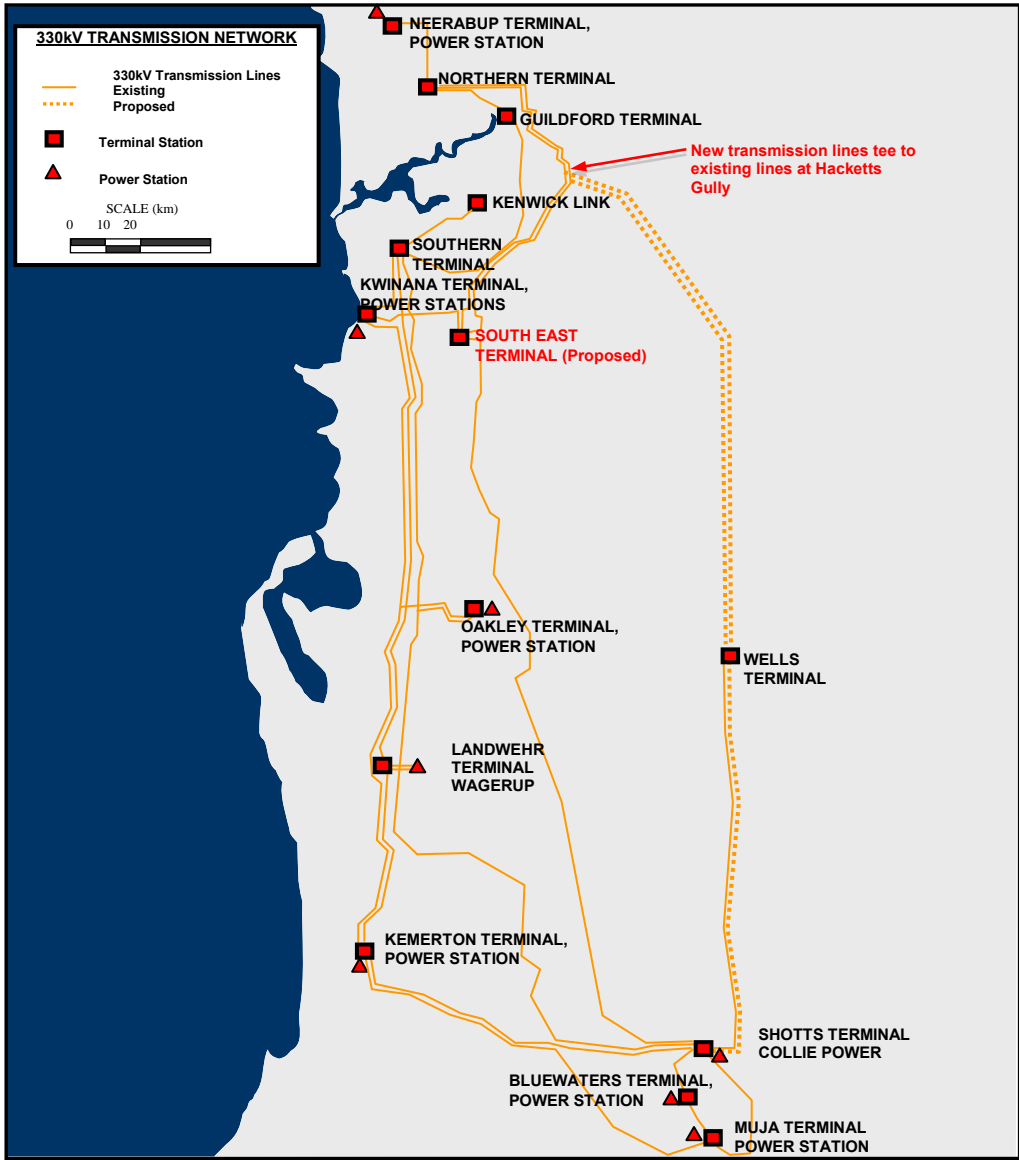 330kV TRANSMISSION NETWORK
330kV Transmission Lines
Existing
Proposed
Terminal Station
Power Station
SCALE (km)
0 10 20
NEERABUP TERMINAL,
POWER STATION
NORTHERN TERMINAL
GUILDFORD TERMINAL
New transmission lines tee to
existing lines at Hacketts
Gully
KENWICK LINK
SOUTHERN
TERMINAL
KWINANA TERMINAL,
POWER STATIONS
SOUTH EAST
TERMINAL (Proposed)
OAKLEY TERMINAL,
POWER STATION
WELLS
TERMINAL
LANDWEHR
TERMINAL
WAGERUP
KEMERTON TERMINAL,
POWER STATION
SHOTTS TERMINAL
COLLIE POWER
BLUEWATERS TERMINAL,
POWER STATION
MUJA TERMINAL
POWER STATION